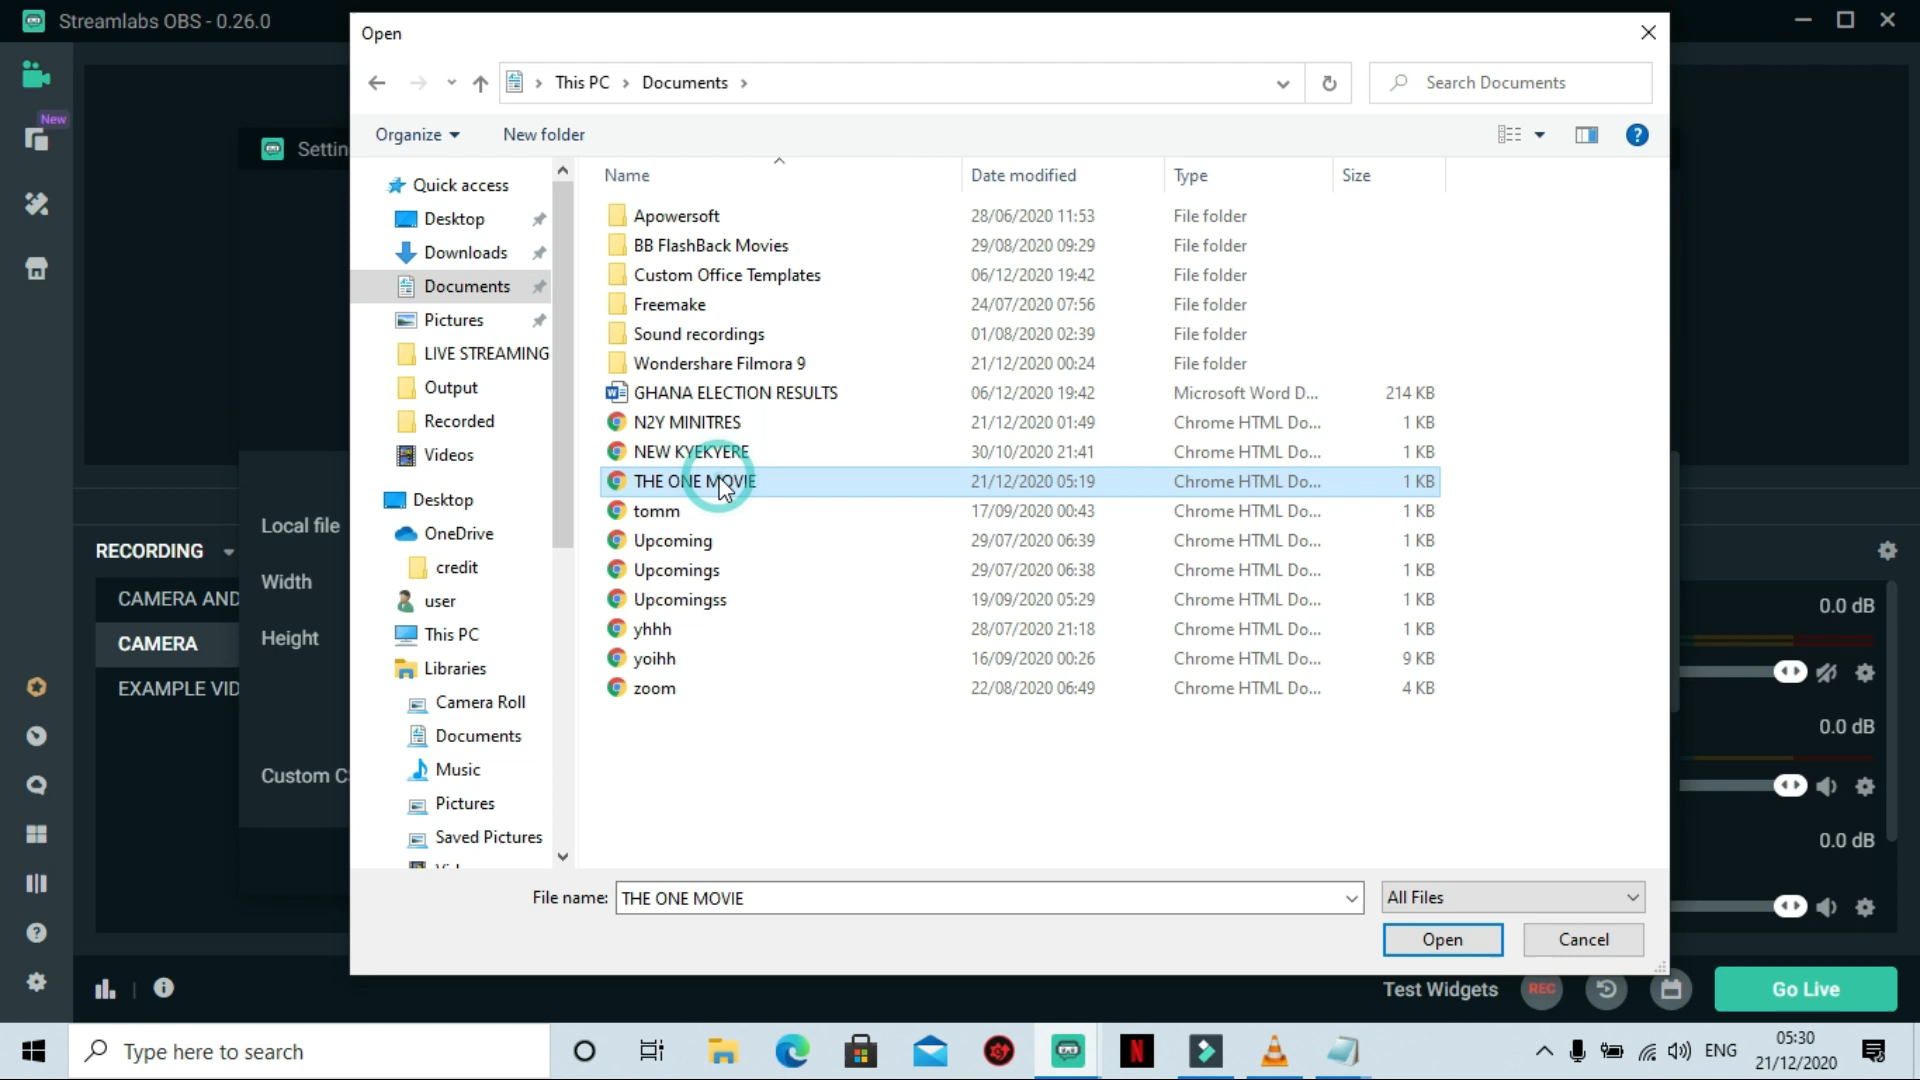 Streamlabs OBS - 0.26.0
Open
This PC
Documents
Search Documents
New
Settin
Organize
New folder
Name
Date modified
Type
Size
Quick access
Desktop
Downloads
Documents
Pictures
LIVE STREAMING
Output
Recorded
Videos
Desktop
OneDrive
credit
user
This PC
Libraries
Camera Roll
Documents
Music
Pictures
Saved Pictures
Apowersoft 28/06/2020 11:53 File folder
BB FlashBack Movies 29/08/2020 09:29 File folder
Custom Office Templates 06/12/2020 19:42 File folder
Freemake 24/07/2020 07:56 File folder
Sound recordings 01/08/2020 02:39 File folder
Wondershare Filmora 9 21/12/2020 00:24 File folder
GHANA ELECTION RESULTS 06/12/2020 19:42 Microsoft Word D... 214 KB
N2Y MINITRES 21/12/2020 01:49 Chrome HTML Do... 1 KB
NEW KYEKYERE 30/10/2020 21:41 Chrome HTML Do... 1 KB
THE ONE MOVIE 21/12/2020 05:19 Chrome HTML Do... 1 KB
tomm 17/09/2020 00:43 Chrome HTML Do... 1 KB
Upcoming 29/07/2020 06:39 Chrome HTML Do... 1 KB
Upcomings 29/07/2020 06:38 Chrome HTML Do... 1 KB
Upcomingss 19/09/2020 05:29 Chrome HTML Do... 1 KB
yhhh 28/07/2020 21:18 Chrome HTML Do... 1 KB
yoihh 16/09/2020 00:26 Chrome HTML Do... 9 KB
zoom 22/08/2020 06:49 Chrome HTML Do... 4 KB
Local file
RECORDING
Width
CAMERA AND
Height
CAMERA
EXAMPLE VID
Custom C
0.0 dB
0.0 dB
0.0 dB
File name:
THE ONE MOVIE
All Files
Open
Cancel
Test Widgets
REC
Go Live
Type here to search
N
ENG
05:30
21/12/2020